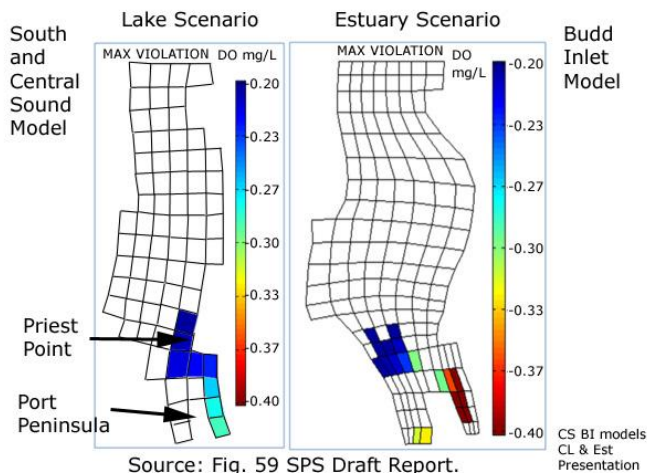 Lake Scenario
Estuary Scenario
South
and
Central
Sound
Model
MAX VIOLATION DO mg/L
-0.20
-0.23
-0.27
-0.30
-0.33
-0.37
-0.40
MAX VIOLATION DO
mg/L
-0.20
-0.23
-0.27
-0.30
-0.33
-0.37
-0.40
Budd
Inlet
Model
Priest
Point
Port
Peninsula
CS BI models
CL & Est
Presentation
Source: Fig. 59 SPS Draft Report.